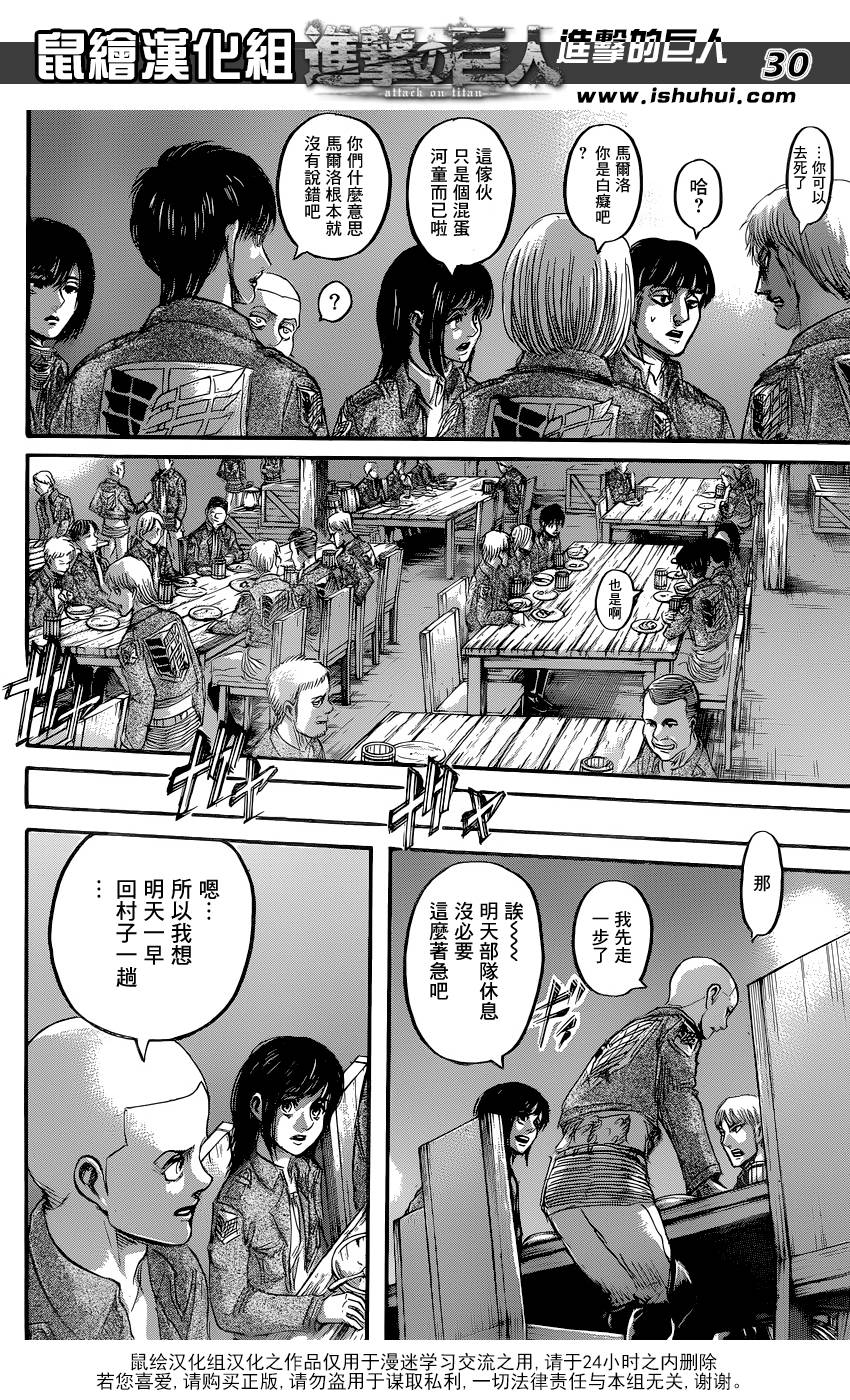 鼠繪漢化組
進擊の巨人
attack on titan
進擊的巨人
30
www.ishuhui.com
…你可以
去死了
哈?
馬爾洛
你是白癡吧
?
這傢伙
只是個混蛋
河童而已啦
你們什麼意思
馬爾洛根本就
沒有說錯吧
?
也是啊
ガヤ
ガヤ
ガヤ
那
我先走
一步了
誒~~~
明天部隊休息
沒必要
這麼著急吧
嗯…
所以我想
明天一早
回村子一趟
…
鼠绘汉化组汉化之作品仅用于漫迷学习交流之用, 请于24小时之内删除
若您喜爱, 请购买正版, 请勿盗用于谋取私利, 一切法律责任与本组无关, 谢谢.